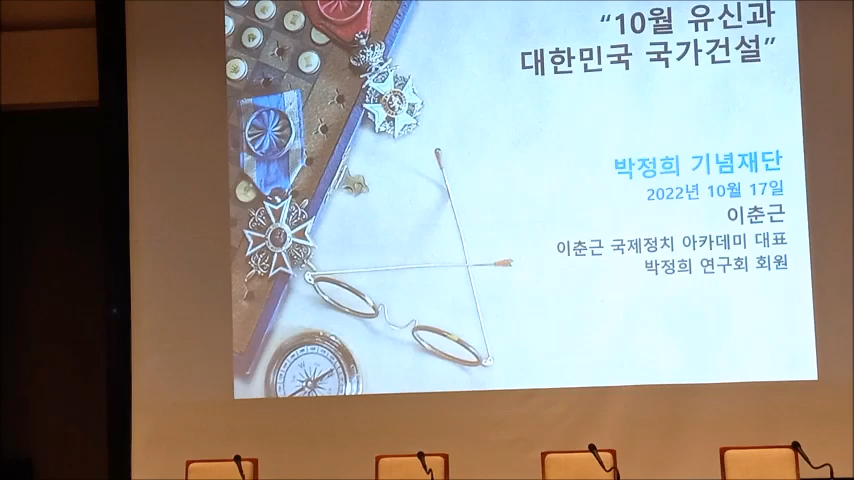 “10월 유신과
대한민국 국가건설”
박정희 기념재단
2022년 10월 17일
이춘근
이춘근 국제정치 아카데미 대표
박정희 연구회 회원